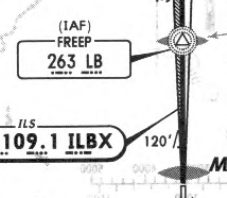 (IAF)
FREEP
263 LB
ILS
109.1 ILBX
120'
M